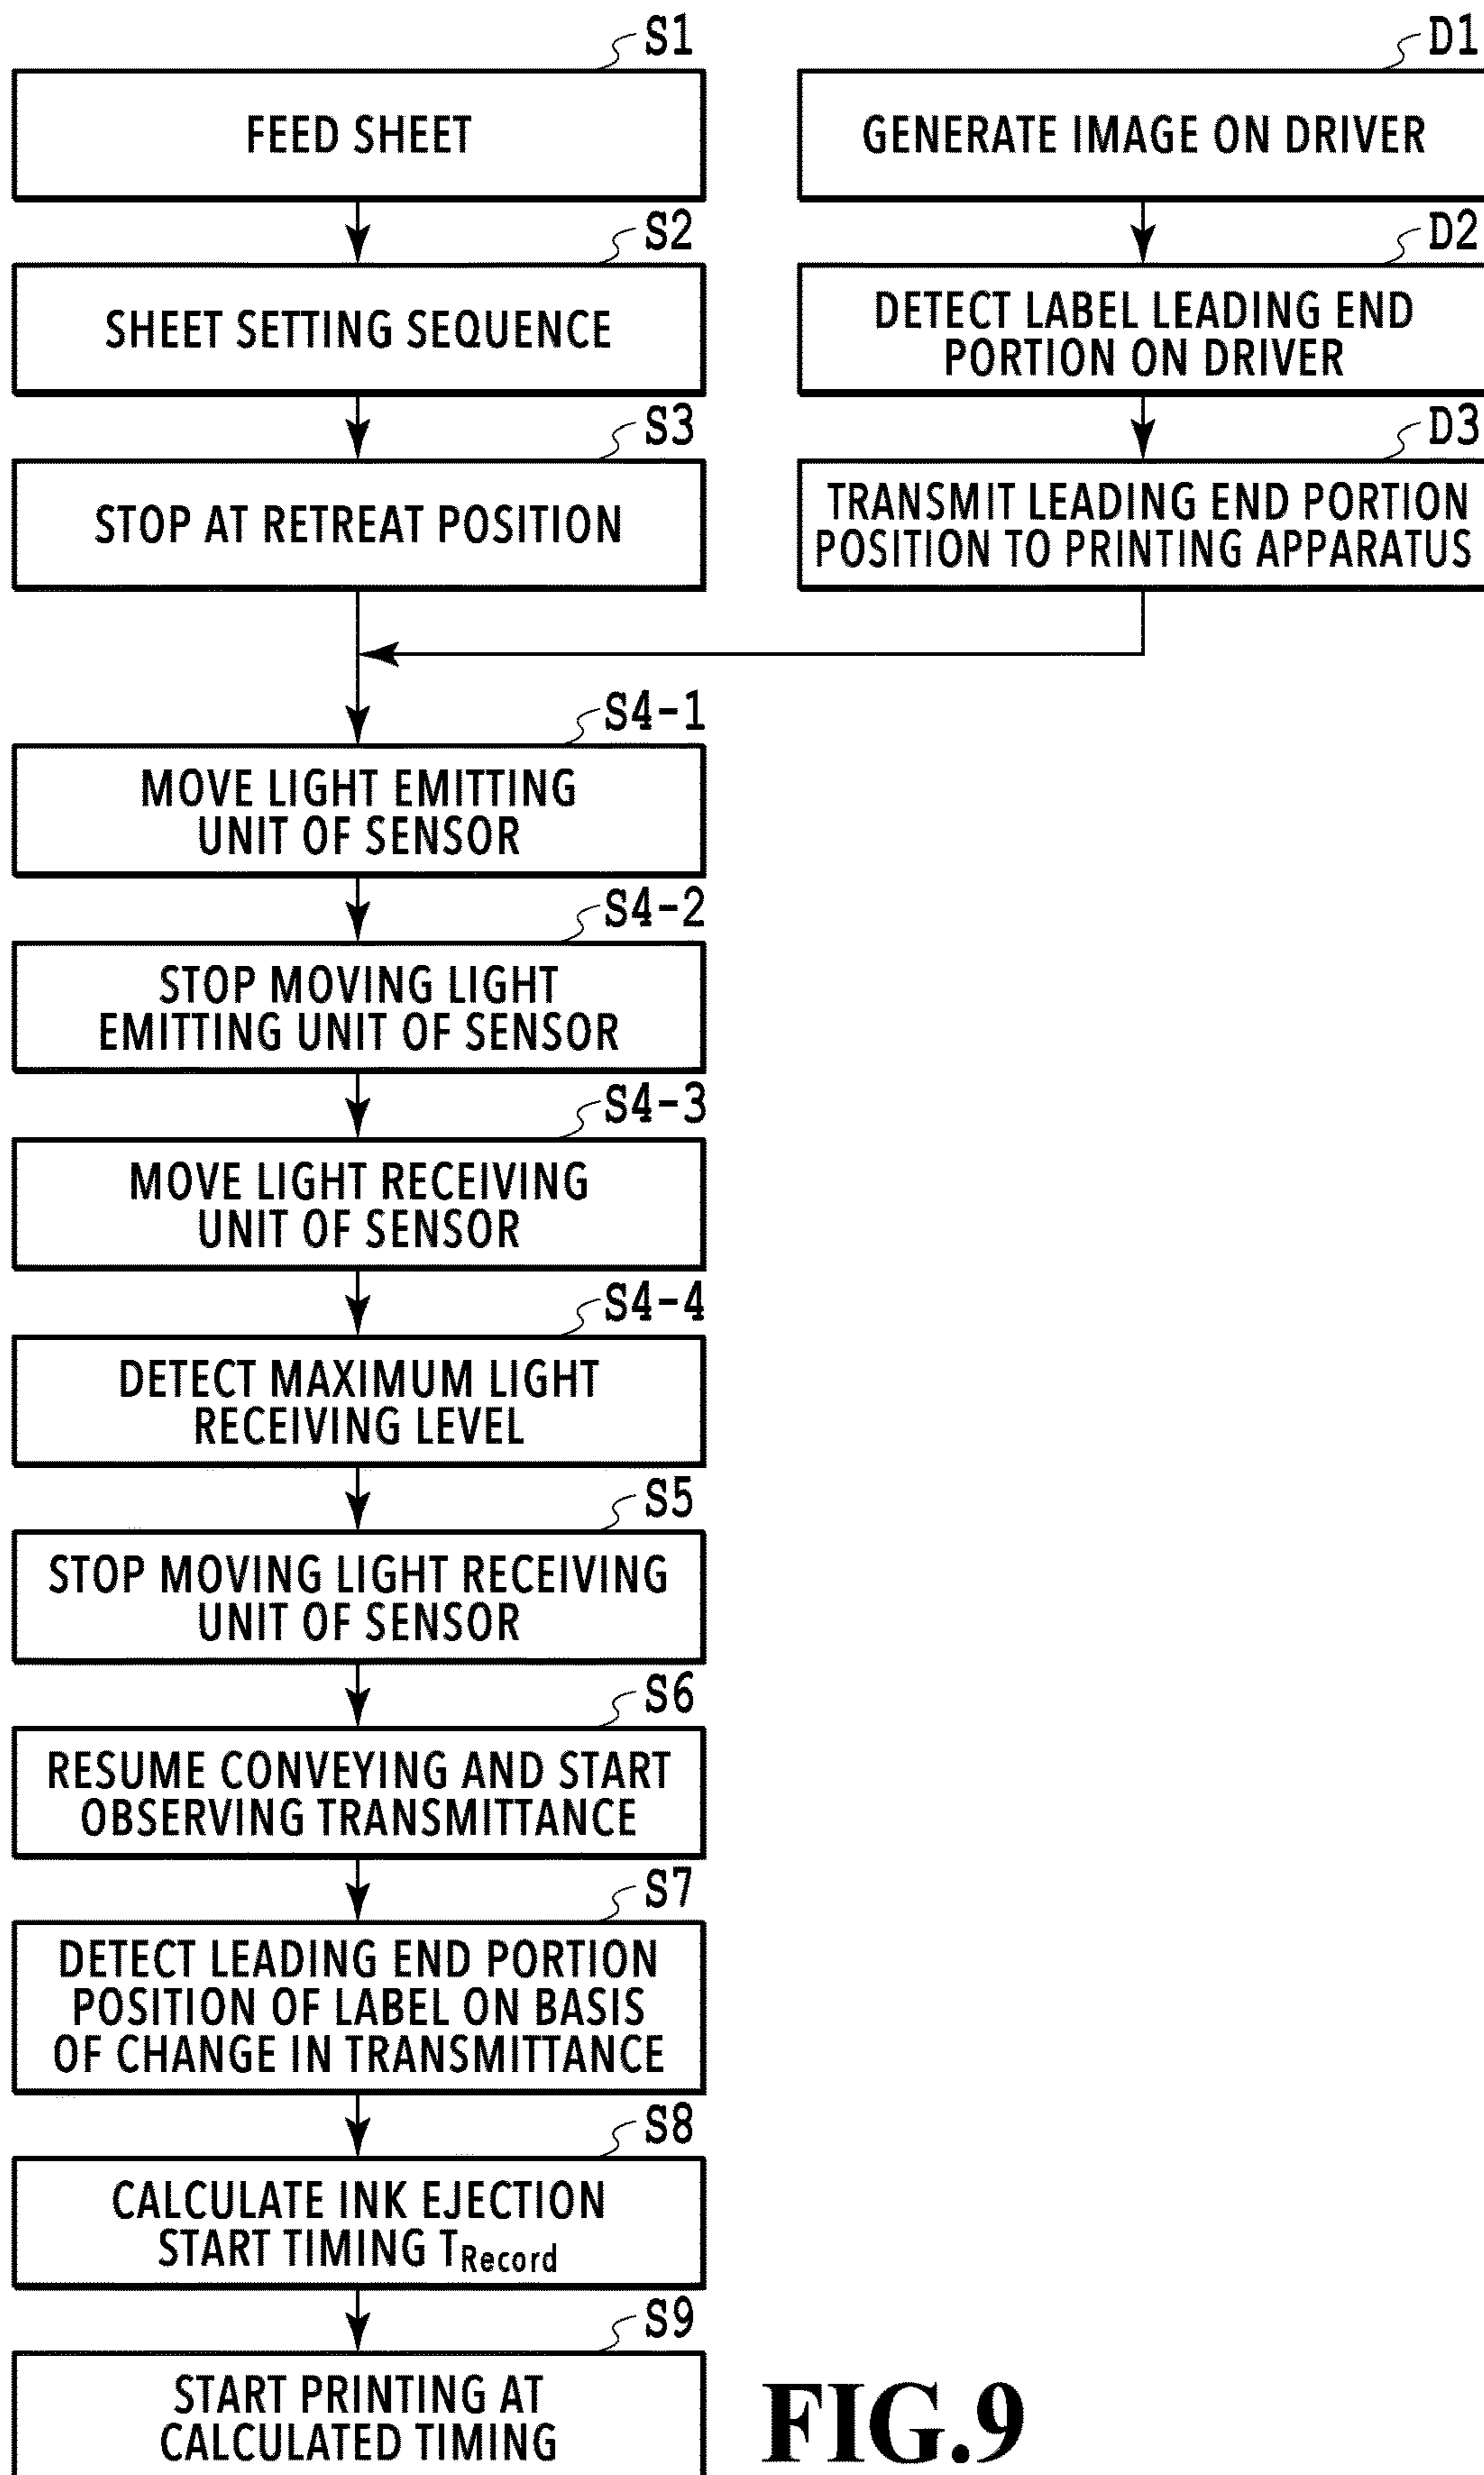 S1
FEED SHEET
S2
SHEET SETTING SEQUENCE
S3
STOP AT RETREAT POSITION
D1
GENERATE IMAGE ON DRIVER
D2
DETECT LABEL LEADING END
PORTION ON DRIVER
D3
TRANSMIT LEADING END PORTION
POSITION TO PRINTING APPARATUS
S4-1
MOVE LIGHT EMITTING
UNIT OF SENSOR
S4-2
STOP MOVING LIGHT
EMITTING UNIT OF SENSOR
S4-3
MOVE LIGHT RECEIVING
UNIT OF SENSOR
S4-4
DETECT MAXIMUM LIGHT
RECEIVING LEVEL
S5
STOP MOVING LIGHT RECEIVING
UNIT OF SENSOR
S6
RESUME CONVEYING AND START
OBSERVING TRANSMITTANCE
S7
DETECT LEADING END PORTION
POSITION OF LABEL ON BASIS
OF CHANGE IN TRANSMITTANCE
S8
CALCULATE INK EJECTION
START TIMING TRecord
S9
START PRINTING AT
CALCULATED TIMING
FIG.9